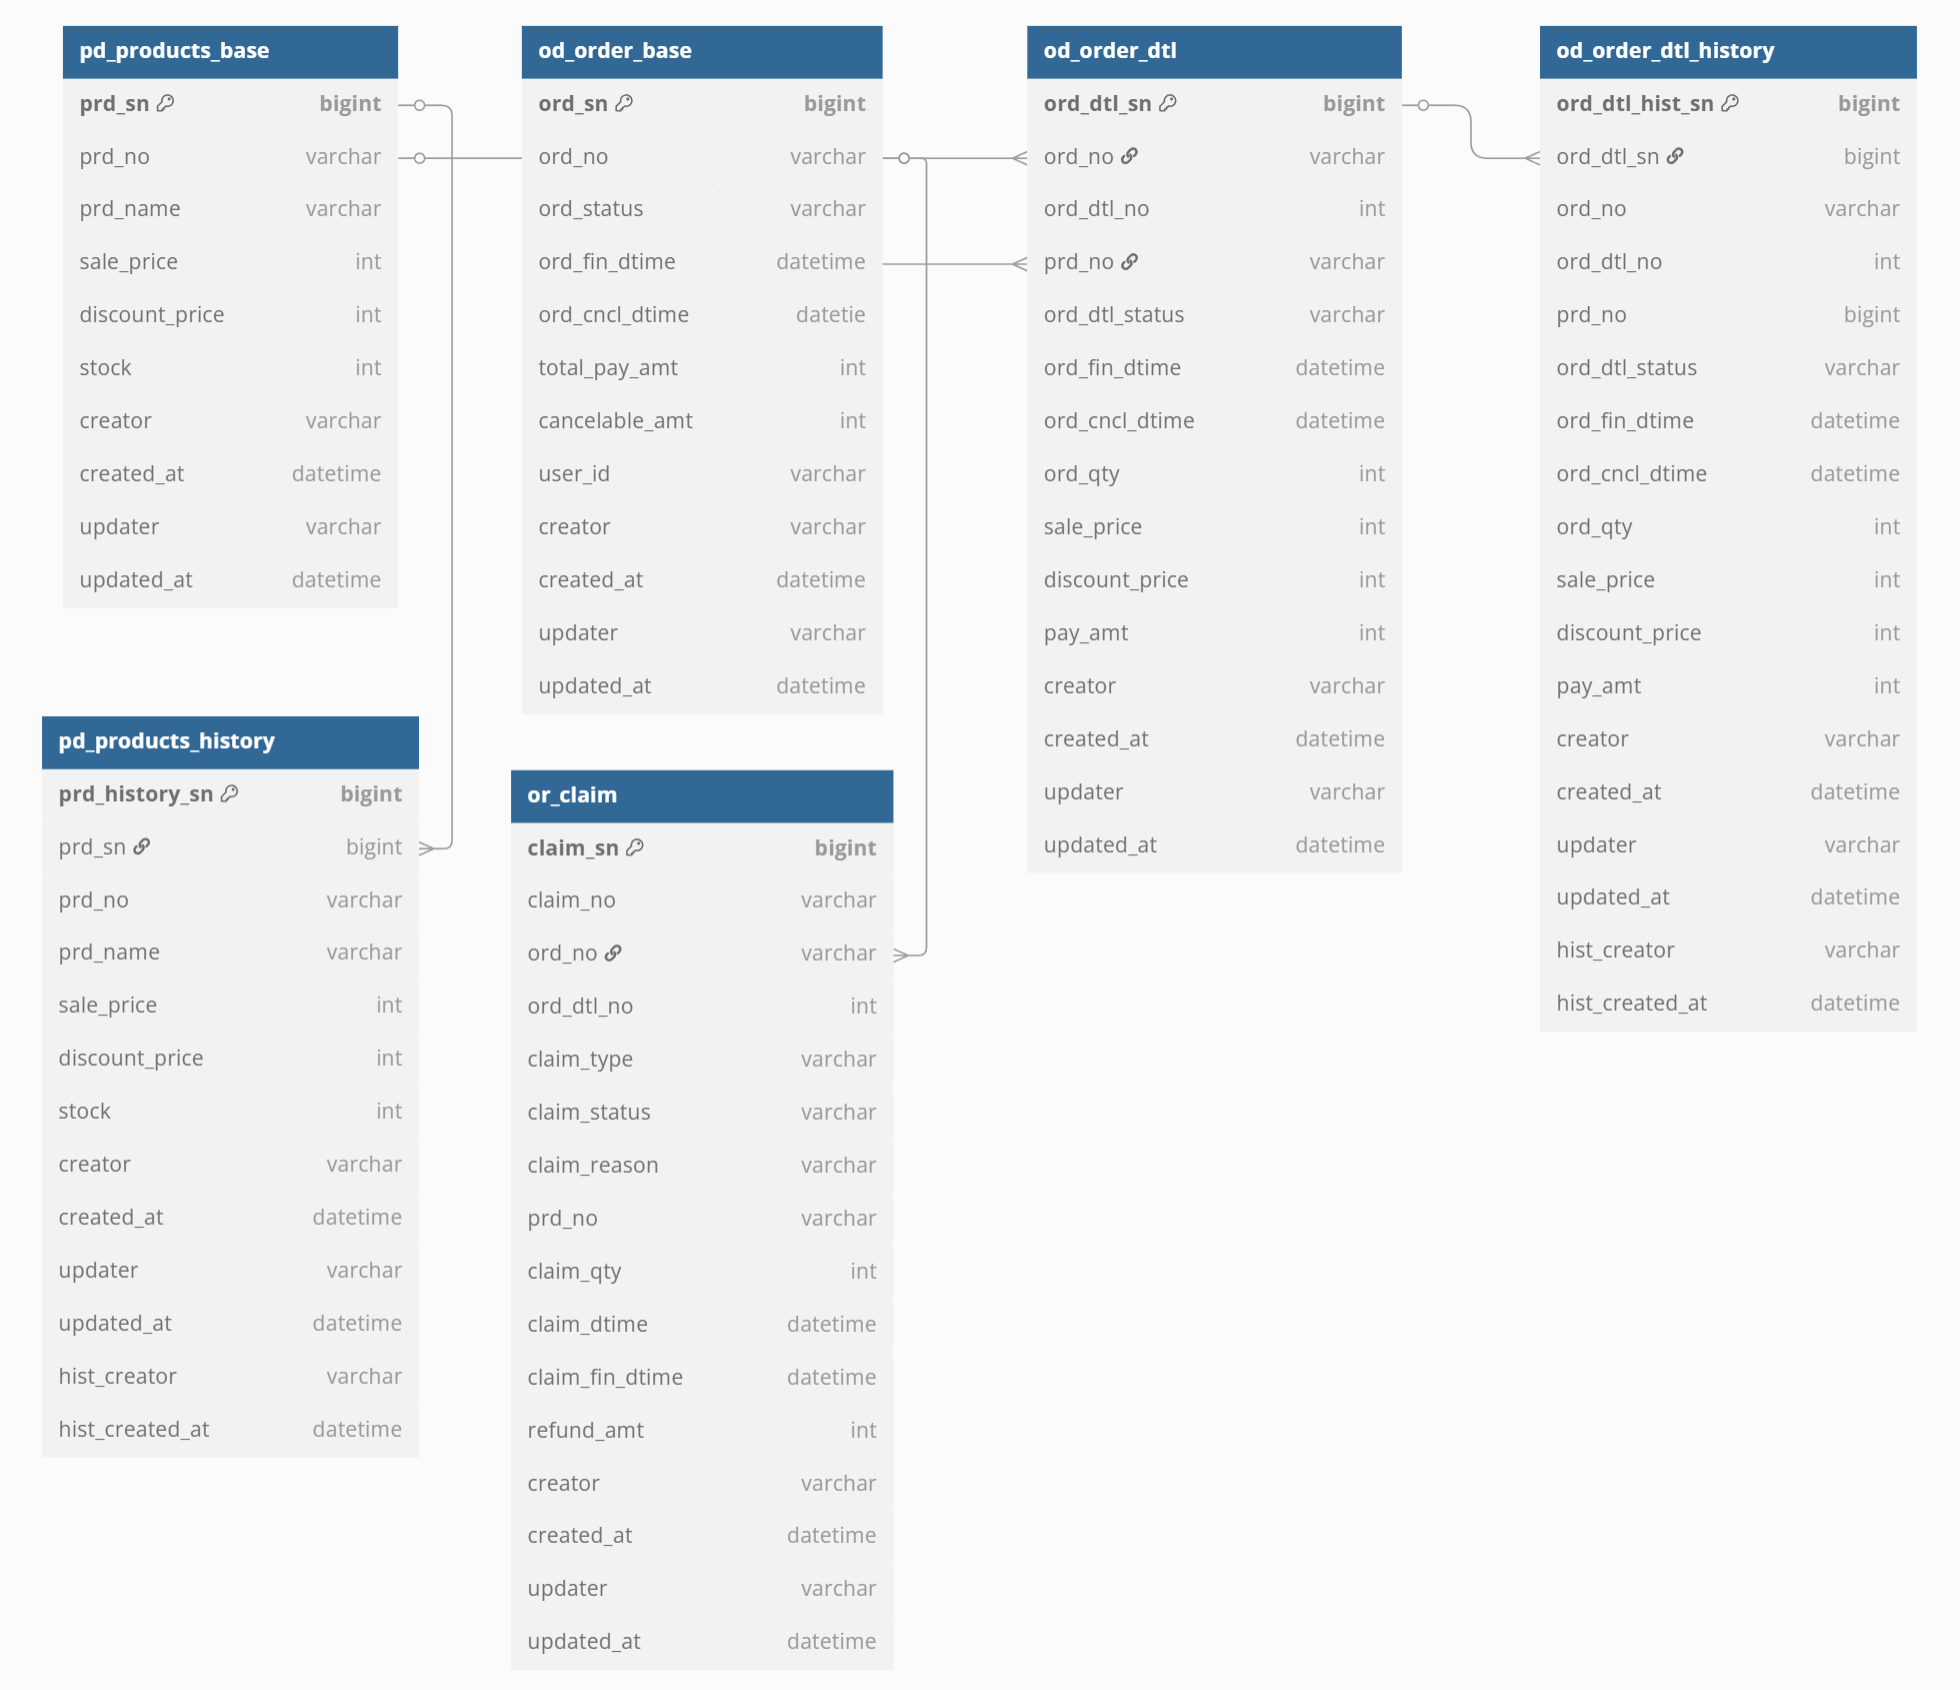 pd_products_base
prd_sn bigint
prd_no varchar
prd_name varchar
sale_price int
discount_price int
stock int
creator varchar
created_at datetime
updater varchar
updated_at datetime
pd_products_history
prd_history_sn bigint
prd_sn bigint
prd_no varchar
prd_name varchar
sale_price int
discount_price int
stock int
creator varchar
created_at datetime
updater varchar
updated_at datetime
hist_creator varchar
hist_created_at datetime
od_order_base
ord_sn bigint
ord_no varchar
ord_status varchar
ord_fin_dtime datetime
ord_cncl_dtime datetie
total_pay_amt int
cancelable_amt int
user_id varchar
creator varchar
created_at datetime
updater varchar
updated_at datetime
or_claim
claim_sn bigint
claim_no varchar
ord_no varchar
ord_dtl_no int
claim_type varchar
claim_status varchar
claim_reason varchar
prd_no varchar
claim_qty int
claim_dtime datetime
claim_fin_dtime datetime
refund_amt int
creator varchar
created_at datetime
updater varchar
updated_at datetime
od_order_dtl
ord_dtl_sn bigint
ord_no varchar
ord_dtl_no int
prd_no varchar
ord_dtl_status varchar
ord_fin_dtime datetime
ord_cncl_dtime datetime
ord_qty int
sale_price int
discount_price int
pay_amt int
creator varchar
created_at datetime
updater varchar
updated_at datetime
od_order_dtl_history
ord_dtl_hist_sn bigint
ord_dtl_sn bigint
ord_no varchar
ord_dtl_no int
prd_no bigint
ord_dtl_status varchar
ord_fin_dtime datetime
ord_cncl_dtime datetime
ord_qty int
sale_price int
discount_price int
pay_amt int
creator varchar
created_at datetime
updater varchar
updated_at datetime
hist_creator varchar
hist_created_at datetime